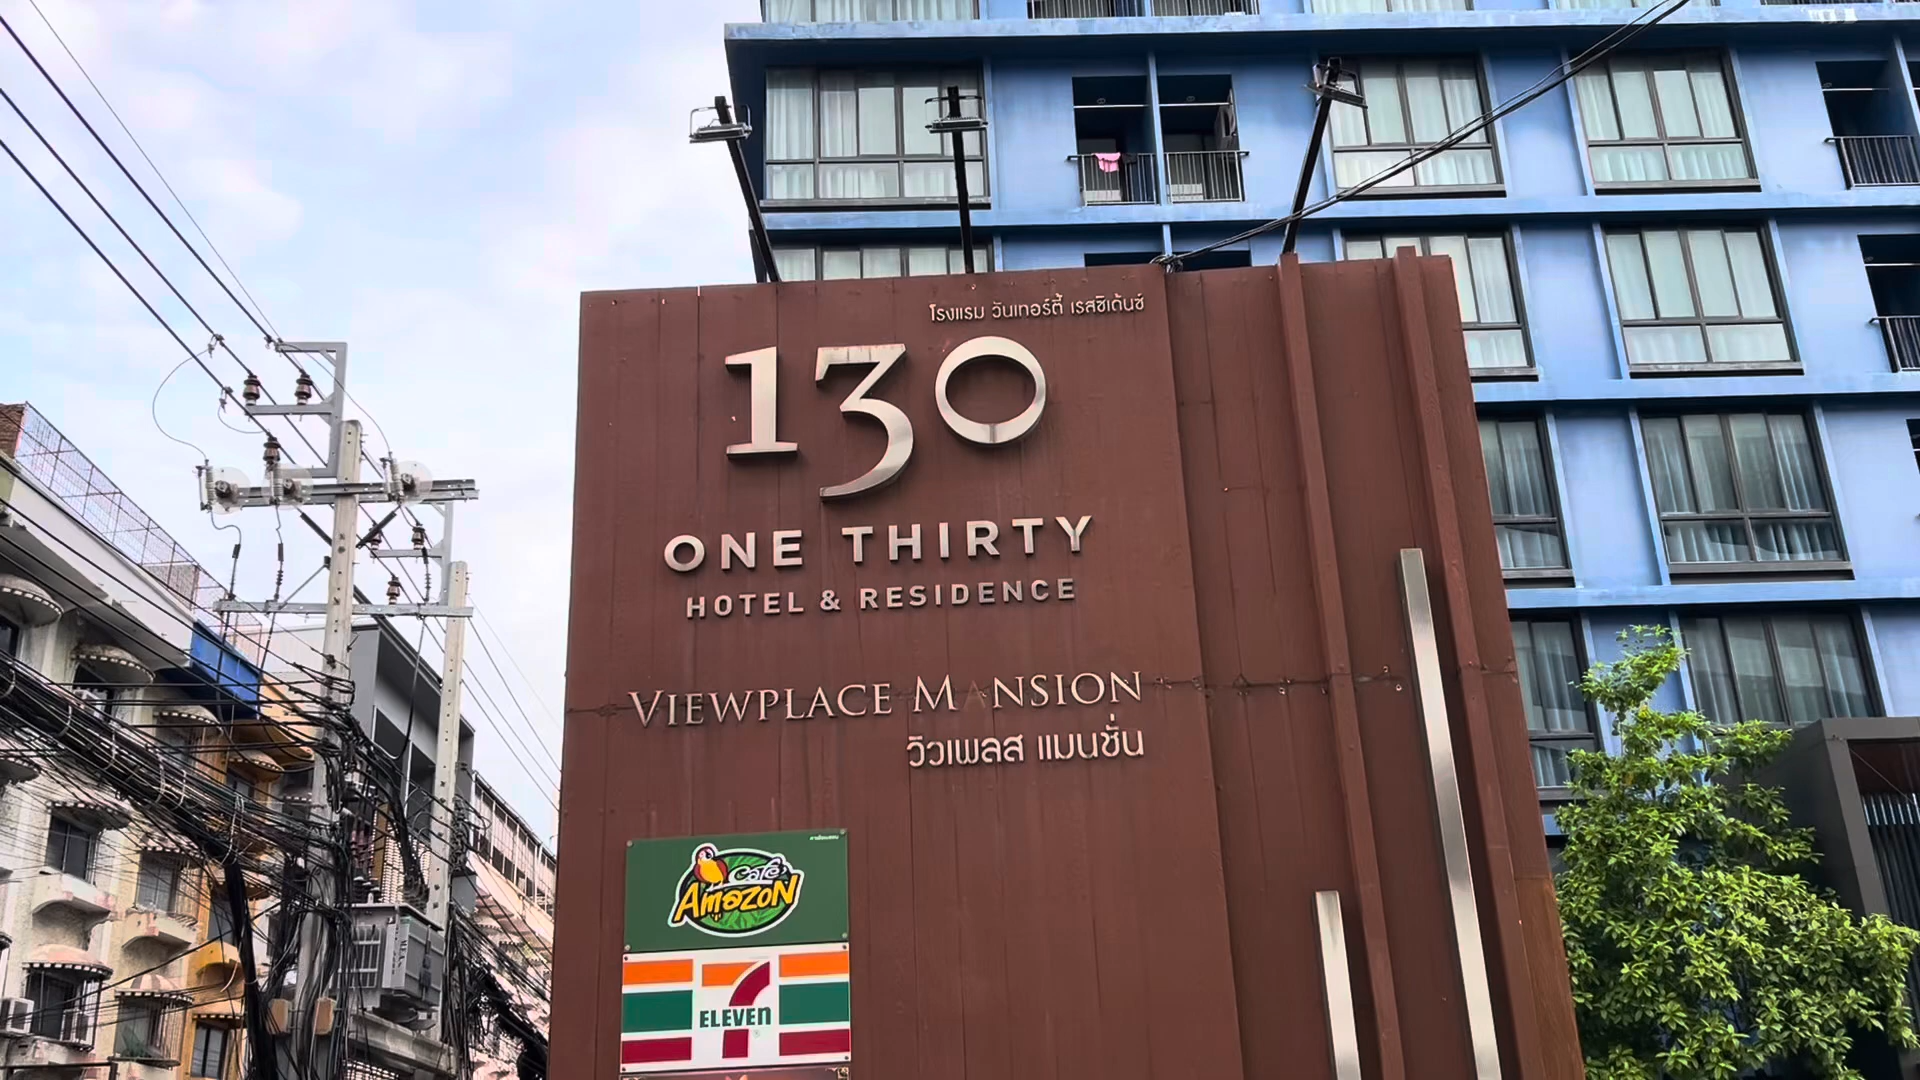 โรงแรม วันเทอร์ตี้ เรสซิเด้นซ์
130
ONE THIRTY
HOTEL & RESIDENCE
VIEWPLACE MANSION
วิวเพลส แมนชั่น
Café
Amazon
7
ELEVEn